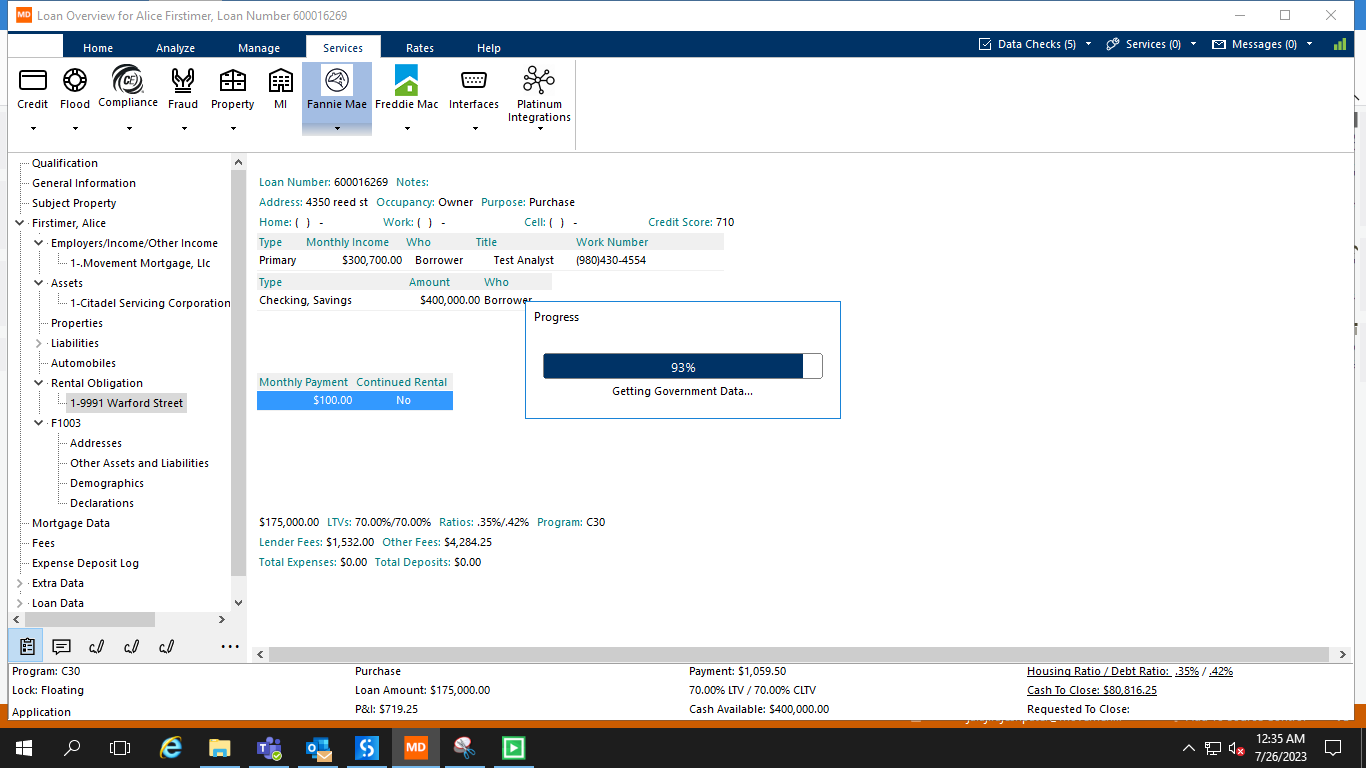 MD Loan Overview for Alice Firstimer, Loan Number 600016269
Home Analyze Manage Services Rates Help Data Checks (5) Services (0) Messages (0)
Credit Flood Compliance Fraud Property MI Fannie Mae Freddie Mac Interfaces Platinum Integrations
Qualification
General Information
Subject Property
Firstimer, Alice
Employers/Income/Other Income
1-.Movement Mortgage, Llc
Assets
1-Citadel Servicing Corporation
Properties
Liabilities
Automobiles
Rental Obligation
1-9991 Warford Street
F1003
Addresses
Other Assets and Liabilities
Demographics
Declarations
Mortgage Data
Fees
Expense Deposit Log
Extra Data
Loan Data
Loan Number: 600016269 Notes:
Address: 4350 reed st Occupancy: Owner Purpose: Purchase
Home: ( ) - Work: ( ) - Cell: ( ) - Credit Score: 710
Type Monthly Income Who Title Work Number
Primary $300,700.00 Borrower Test Analyst (980)430-4554
Type Amount Who
Checking, Savings $400,000.00 Borrower
Progress
93%
Getting Government Data...
Monthly Payment Continued Rental
$100.00 No
$175,000.00 LTVs: 70.00%/70.00% Ratios: .35%/.42% Program: C30
Lender Fees: $1,532.00 Other Fees: $4,284.25
Total Expenses: $0.00 Total Deposits: $0.00
Program: C30 Purchase Payment: $1,059.50 Housing Ratio / Debt Ratio: .35% / .42%
Lock: Floating Loan Amount: $175,000.00 70.00% LTV / 70.00% CLTV Cash To Close: $80,816.25
Application P&I: $719.25 Cash Available: $400,000.00 Requested To Close:
MD
12:35 AM
7/26/2023